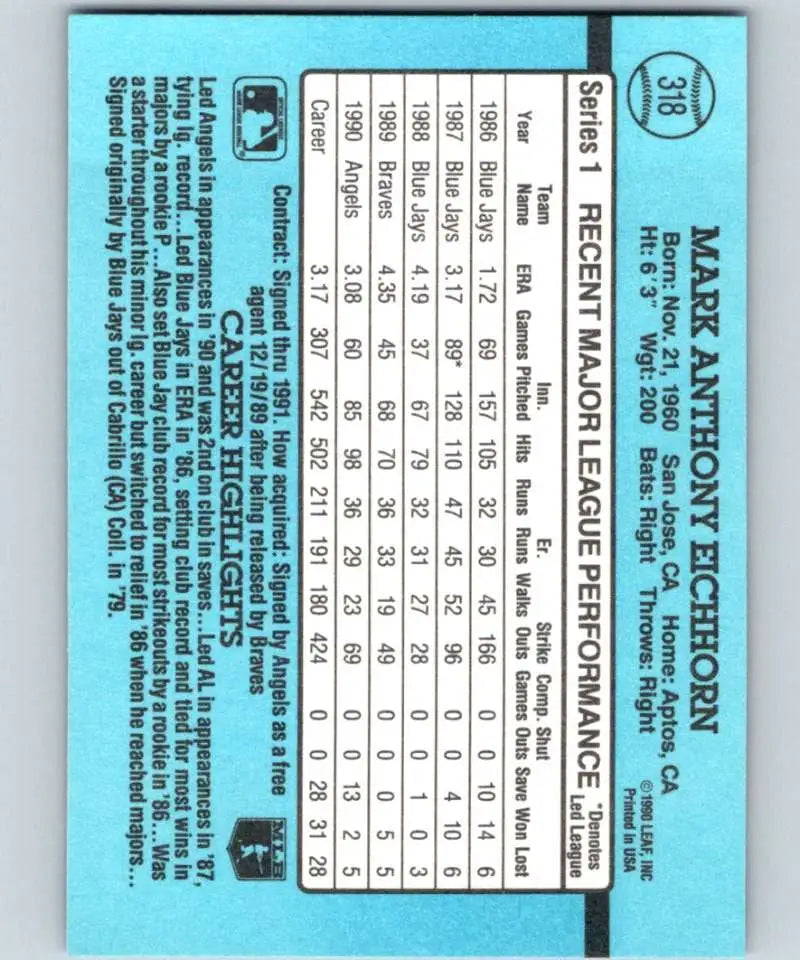 318
MARK ANTHONY EICHHORN
Born: Nov. 21, 1960 San Jose, CA Home: Aptos, CA
Ht: 6'3" Wgt: 200 Bats: Right Throws: Right
©1990 LEAF, INC
Printed in USA
Series 1 RECENT MAJOR LEAGUE PERFORMANCE *Denotes Led League
Team Inn. Er. Strike Comp. Shut
Year Name ERA Games Pitched Hits Runs Runs Walks Outs Games Outs Save Won Lost
1986 Blue Jays 1.72 69 157 105 32 30 45 166 0 0 10 14 6
1987 Blue Jays 3.17 89* 128 110 47 45 52 96 0 0 4 10 6
1988 Blue Jays 4.19 37 67 79 32 31 27 28 0 0 1 0 3
1989 Braves 4.35 45 68 70 36 33 19 49 0 0 0 5 5
1990 Angels 3.08 60 85 98 36 29 23 69 0 0 13 2 5
Career 3.17 307 542 502 211 191 180 424 0 0 28 31 28
Contract: Signed thru 1991. How acquired: Signed by Angels as a free
agent 12/19/89 after being released by Braves
MLB
CAREER HIGHLIGHTS
Led Angels in appearances in '90 and was 2nd on club in saves...Led AL in appearances in '87,
tying lg. record...Led Blue Jays in ERA in '86, setting club record and tied for most wins in
majors by a rookie P...Also set Blue Jay club record for most strikeouts by a rookie in '86...Was
a starter throughout his minor lg. career but switched to relief in '86 when he reached majors...
Signed originally by Blue Jays out of Cabrillo (CA) Coll. in '79.